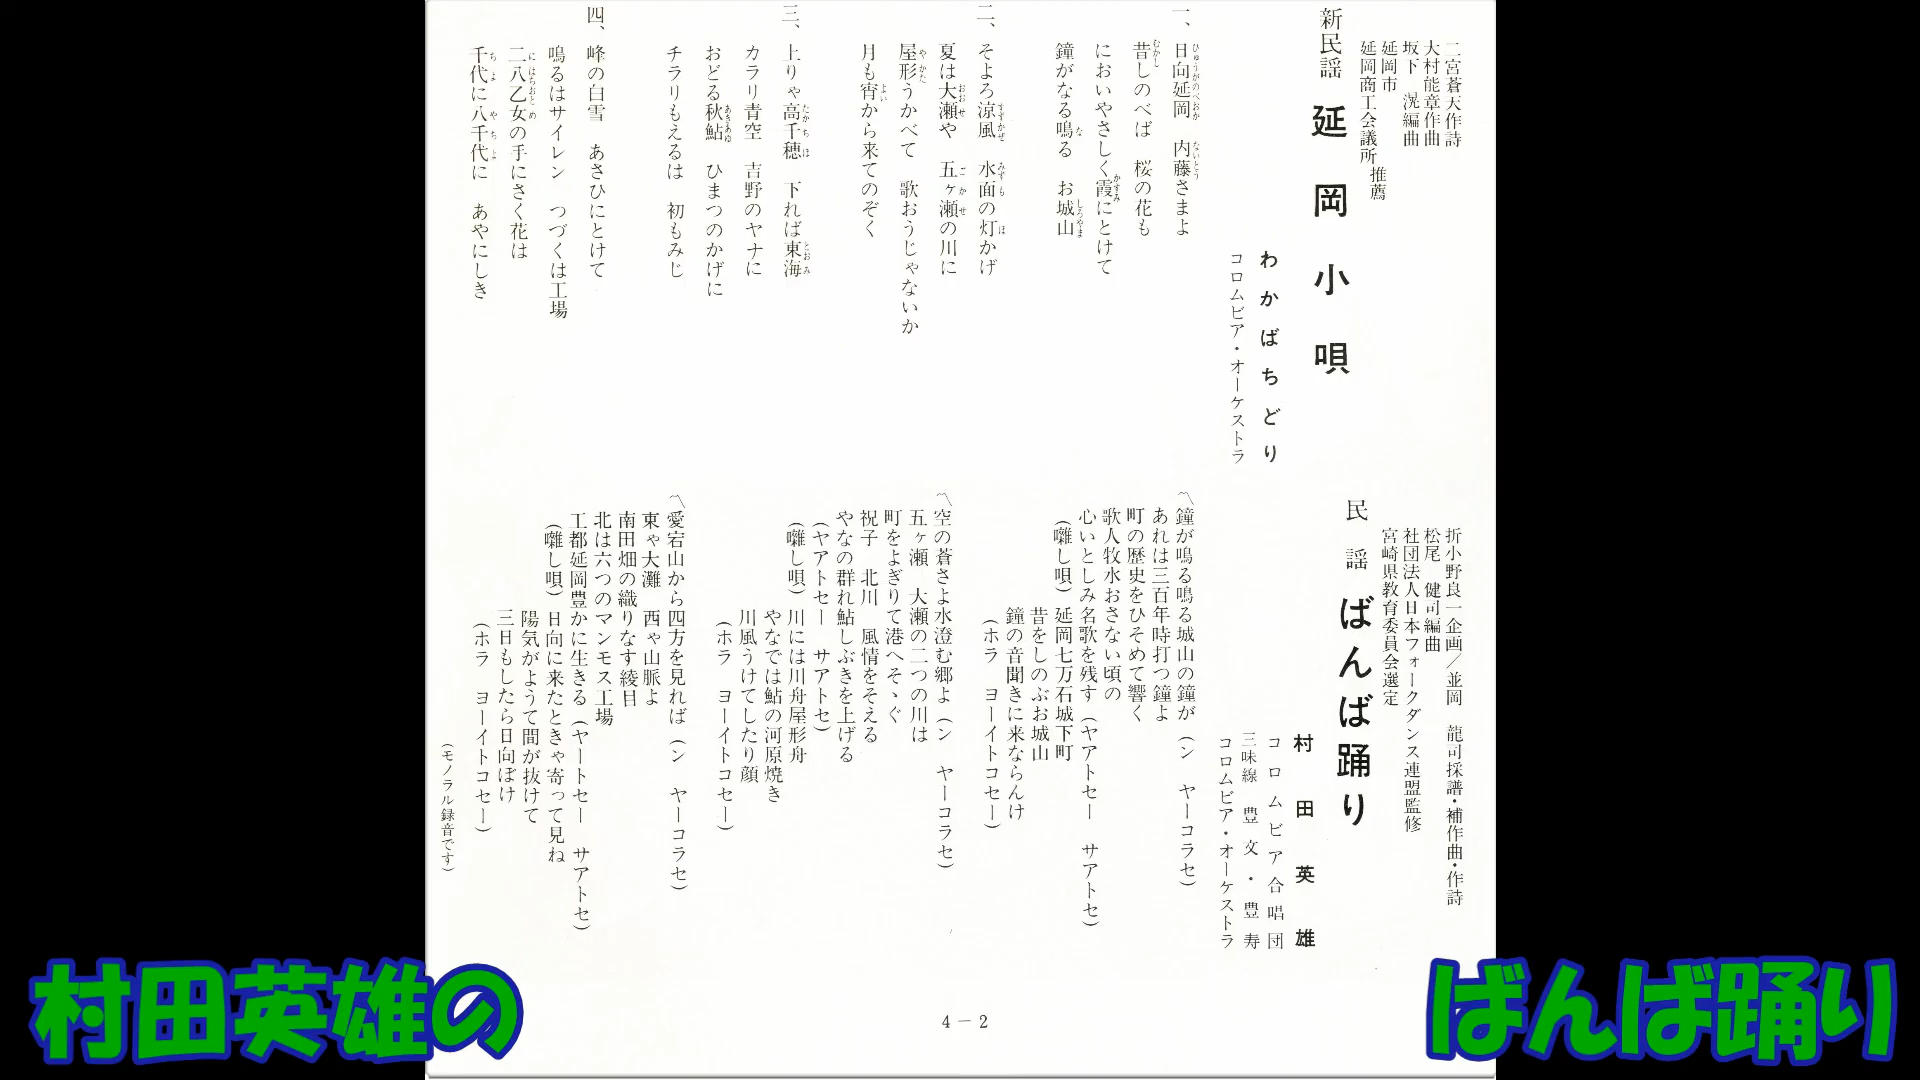 二宮蒼天作詩
大村能章作曲
坂下　滉編曲
延岡市
延岡商工会議所 推薦
新民謡　延岡小唄
わかばちどり
コロムビア・オーケストラ
一、日向延岡　内藤さまよ
昔しのべば　桜の花も
においやさしく霞にとけて
鐘がなる鳴る　お城山
二、そよろ涼風　水面の灯かげ
夏は大瀬や　五ヶ瀬の川に
屋形うかべて　歌おうじゃないか
月も宵から来てのぞく
三、上りゃ高千穂　下れば東海
カラリ青空　吉野のヤナに
おどる秋鮎　ひまつのかげに
チラリもえるは　初もみじ
四、峰の白雪　あさひにとけて
鳴るはサイレン　つづくは工場
二八乙女の手にさく花は
千代に八千代に　あやにしき
折小野良一企画／並岡　龍司採譜・補作曲・作詩
松尾　健司編曲
社団法人日本フォークダンス連盟監修
宮崎県教育委員会選定
民謡　ばんば踊り
村田英雄
コロムビア合唱団
三味線　豊文・豊寿
コロムビア・オーケストラ
〽鐘が鳴る鳴る城山の鐘が（ン　ヤーコラセ）
あれは三百年時打つ鐘よ
町の歴史をひそめて響く
歌人牧水おさない頃の
心いとしみ名歌を残す（ヤアトセー　サアトセ）
（囃し唄）延岡七万石城下町
昔をしのぶお城山
鐘の音聞きに来ならんけ
（ホラ　ヨーイトコセー）
〽空の蒼さよ水澄む郷よ（ン　ヤーコラセ）
五ヶ瀬　大瀬の二つの川は
町をよぎりて港へそゝぐ
祝子　北川　風情をそえる
やなの群れ鮎しぶきを上げる
（ヤアトセー　サアトセ）
（囃し唄）川には川舟屋形舟
やなでは鮎の河原焼き
川風うけてしたり顔
（ホラ　ヨーイトコセー）
〽愛宕山から四方を見れば（ン　ヤーコラセ）
東ゃ大灘　西ゃ山脈よ
南田畑の織りなす綾目
北は六つのマンモス工場
工都延岡豊かに生きる（ヤートセー　サアトセ）
（囃し唄）日向に来たときゃ寄って見ね
陽気がようて間が抜けて
三日もしたら日向ぼけ
（ホラ　ヨーイトコセー）
（モノラル録音です）
4－2
村田英雄の
ばんば踊り